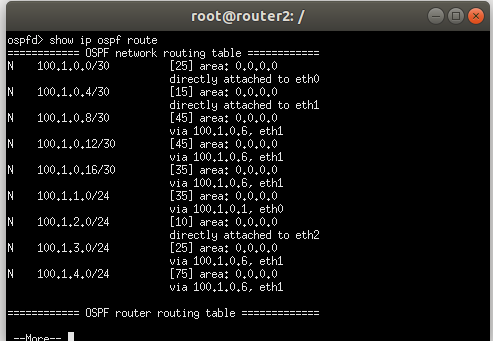 root@router2: /
ospfd> show ip ospf route
============ OSPF network routing table ============
N    100.1.0.0/30          [25] area: 0.0.0.0
                           directly attached to eth0
N    100.1.0.4/30          [15] area: 0.0.0.0
                           directly attached to eth1
N    100.1.0.8/30          [45] area: 0.0.0.0
                           via 100.1.0.6, eth1
N    100.1.0.12/30         [45] area: 0.0.0.0
                           via 100.1.0.6, eth1
N    100.1.0.16/30         [35] area: 0.0.0.0
                           via 100.1.0.6, eth1
N    100.1.1.0/24          [35] area: 0.0.0.0
                           via 100.1.0.1, eth0
N    100.1.2.0/24          [10] area: 0.0.0.0
                           directly attached to eth2
N    100.1.3.0/24          [25] area: 0.0.0.0
                           via 100.1.0.6, eth1
N    100.1.4.0/24          [75] area: 0.0.0.0
                           via 100.1.0.6, eth1
============ OSPF router routing table =============
--More--